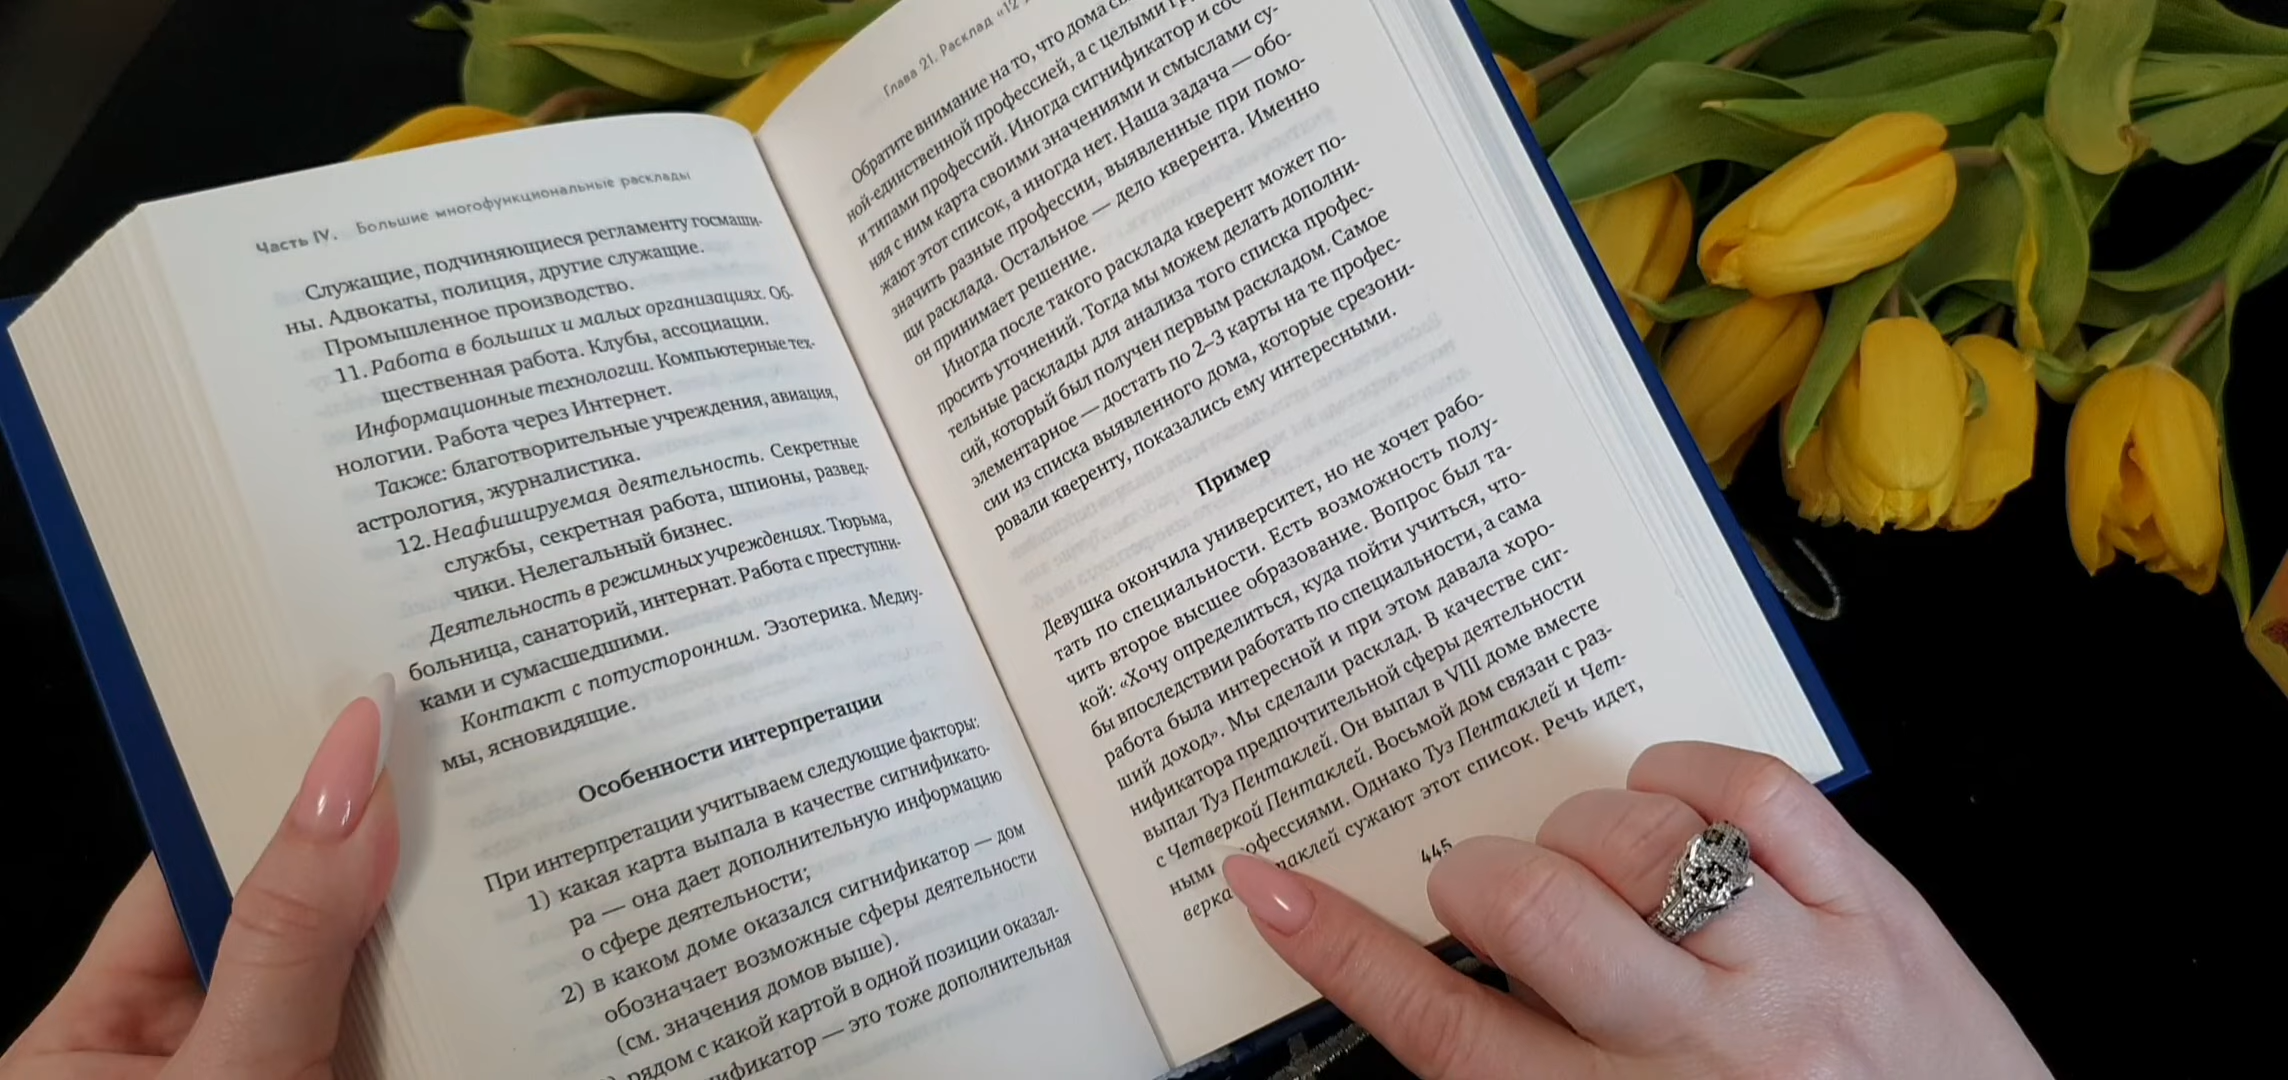 Часть IV. Большие многофункциональные расклады
Служащие, подчиняющиеся регламенту госмаши-
ны. Адвокаты, полиция, другие служащие.
Промышленное производство.
11. Работа в больших и малых организациях. Об-
щественная работа. Клубы, ассоциации.
Информационные технологии. Компьютерные тех-
нологии. Работа через Интернет.
Также: благотворительные учреждения, авиация,
астрология, журналистика.
12. Неафишируемая деятельность. Секретные
службы, секретная работа, шпионы, развед-
чики. Нелегальный бизнес.
Деятельность в режимных учреждениях. Тюрьма,
больница, санаторий, интернат. Работа с преступни-
ками и сумасшедшими.
Контакт с потусторонним. Эзотерика. Медиу-
мы, ясновидящие.
Особенности интерпретации
При интерпретации учитываем следующие факторы:
1) какая карта выпала в качестве сигнификато-
ра — она дает дополнительную информацию
о сфере деятельности;
2) в каком доме оказался сигнификатор — дом
обозначает возможные сферы деятельности
(см. значения домов выше).
рядом с какой картой в одной позиции оказал-
— это тоже дополнительная
Глава 21. Расклад «12
Обратите внимание на то, что дома
ной-единственной профессией, а с целыми
и типами профессий. Иногда сигнификатор и
няя с ним карта своими значениями и смыслами су-
жают этот список, а иногда нет. Наша задача — обо-
значить разные профессии, выявленные при помо-
щи расклада. Остальное — дело кверента. Именно
он принимает решение.
Иногда после такого расклада кверент может по-
просить уточнений. Тогда мы можем делать дополни-
тельные расклады для анализа того списка профес-
сий, который был получен первым раскладом. Самое
элементарное — достать по 2–3 карты на те профес-
сии из списка выявленного дома, которые срезони-
ровали кверенту, показались ему интересными.
Пример
Девушка окончила университет, но не хочет рабо-
тать по специальности. Есть возможность полу-
чить второе высшее образование. Вопрос был та-
кой: «Хочу определиться, куда пойти учиться, что-
бы впоследствии работать по специальности, а сама
работа была интересной и при этом давала хоро-
ший доход». Мы сделали расклад. В качестве сиг-
нификатора предпочтительной сферы деятельности
выпал Туз Пентаклей. Он выпал в VIII доме вместе
с Четверкой Пентаклей. Восьмой дом связан с раз-
профессиями. Однако Туз Пентаклей и Чет-
сужают этот список. Речь идет,
445